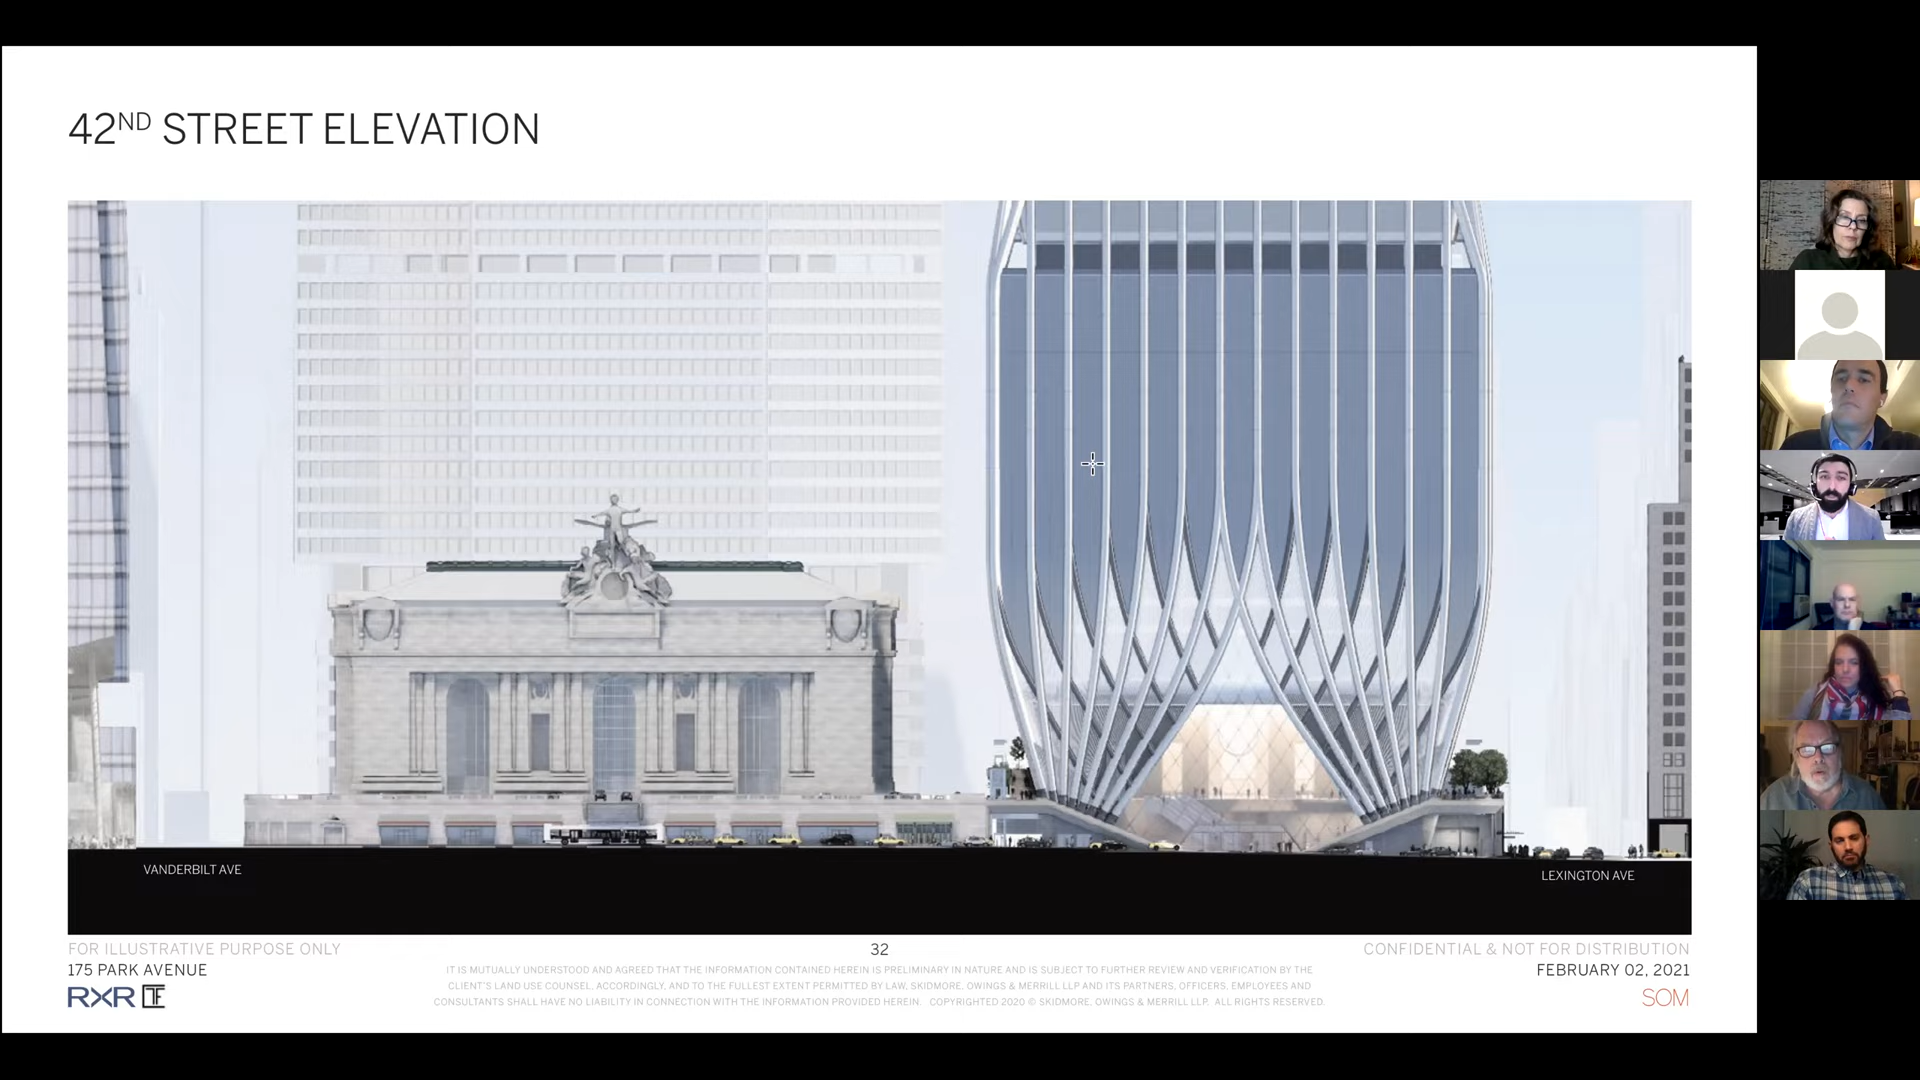 42ND STREET ELEVATION
VANDERBILT AVE
LEXINGTON AVE
FOR ILLUSTRATIVE PURPOSE ONLY
32
CONFIDENTIAL & NOT FOR DISTRIBUTION
175 PARK AVENUE
FEBRUARY 02, 2021
IT IS MUTUALLY UNDERSTOOD AND AGREED THAT THE INFORMATION CONTAINED HEREIN IS PRELIMINARY IN NATURE AND IS SUBJECT TO FURTHER REVIEW AND VERIFICATION BY THE
CLIENT'S LAND USE COUNSEL, ACCORDINGLY, AND TO THE FULLEST EXTENT PERMITTED BY LAW, SKIDMORE, OWINGS & MERRILL LLP AND ITS PARTNERS, OFFICERS, EMPLOYEES AND
CONSULTANTS SHALL HAVE NO LIABILITY IN CONNECTION WITH THE INFORMATION PROVIDED HEREIN. COPYRIGHTED 2020 © SKIDMORE, OWINGS & MERRILL LLP. ALL RIGHTS RESERVED.
RXR TF
SOM